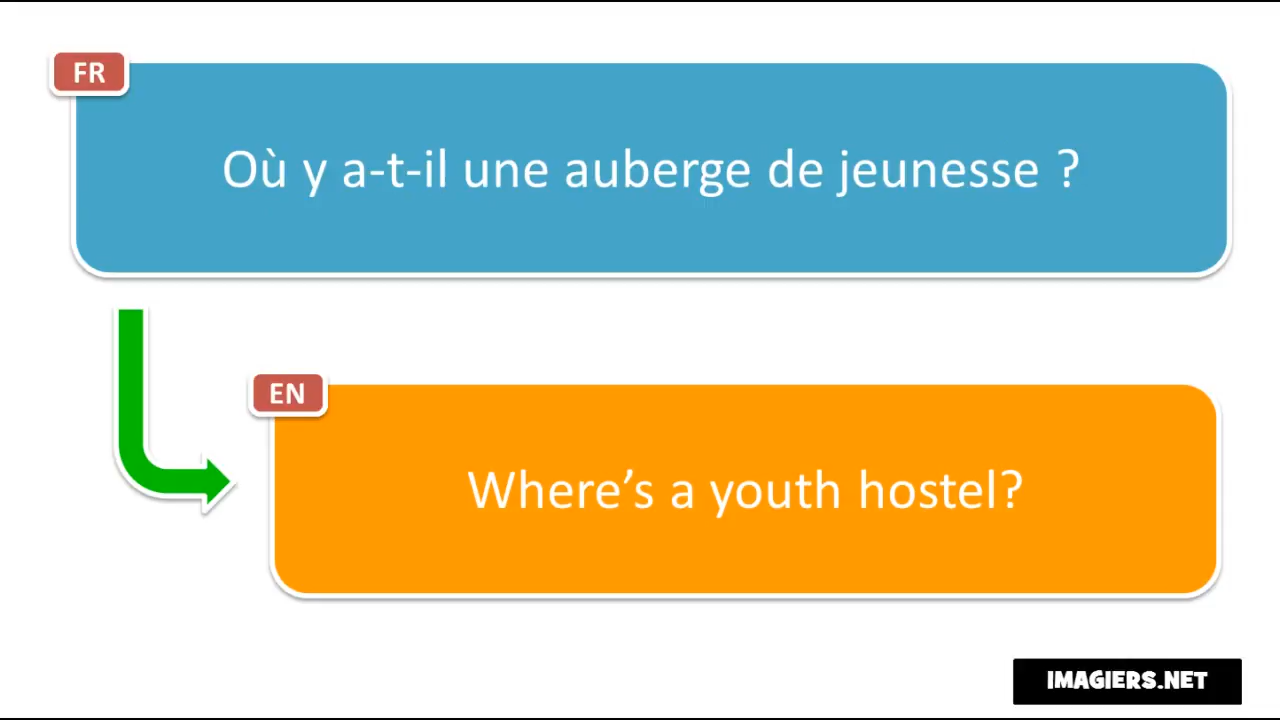 FR
Où y a-t-il une auberge de jeunesse ?
EN
Where’s a youth hostel?
IMAGIERS.NET